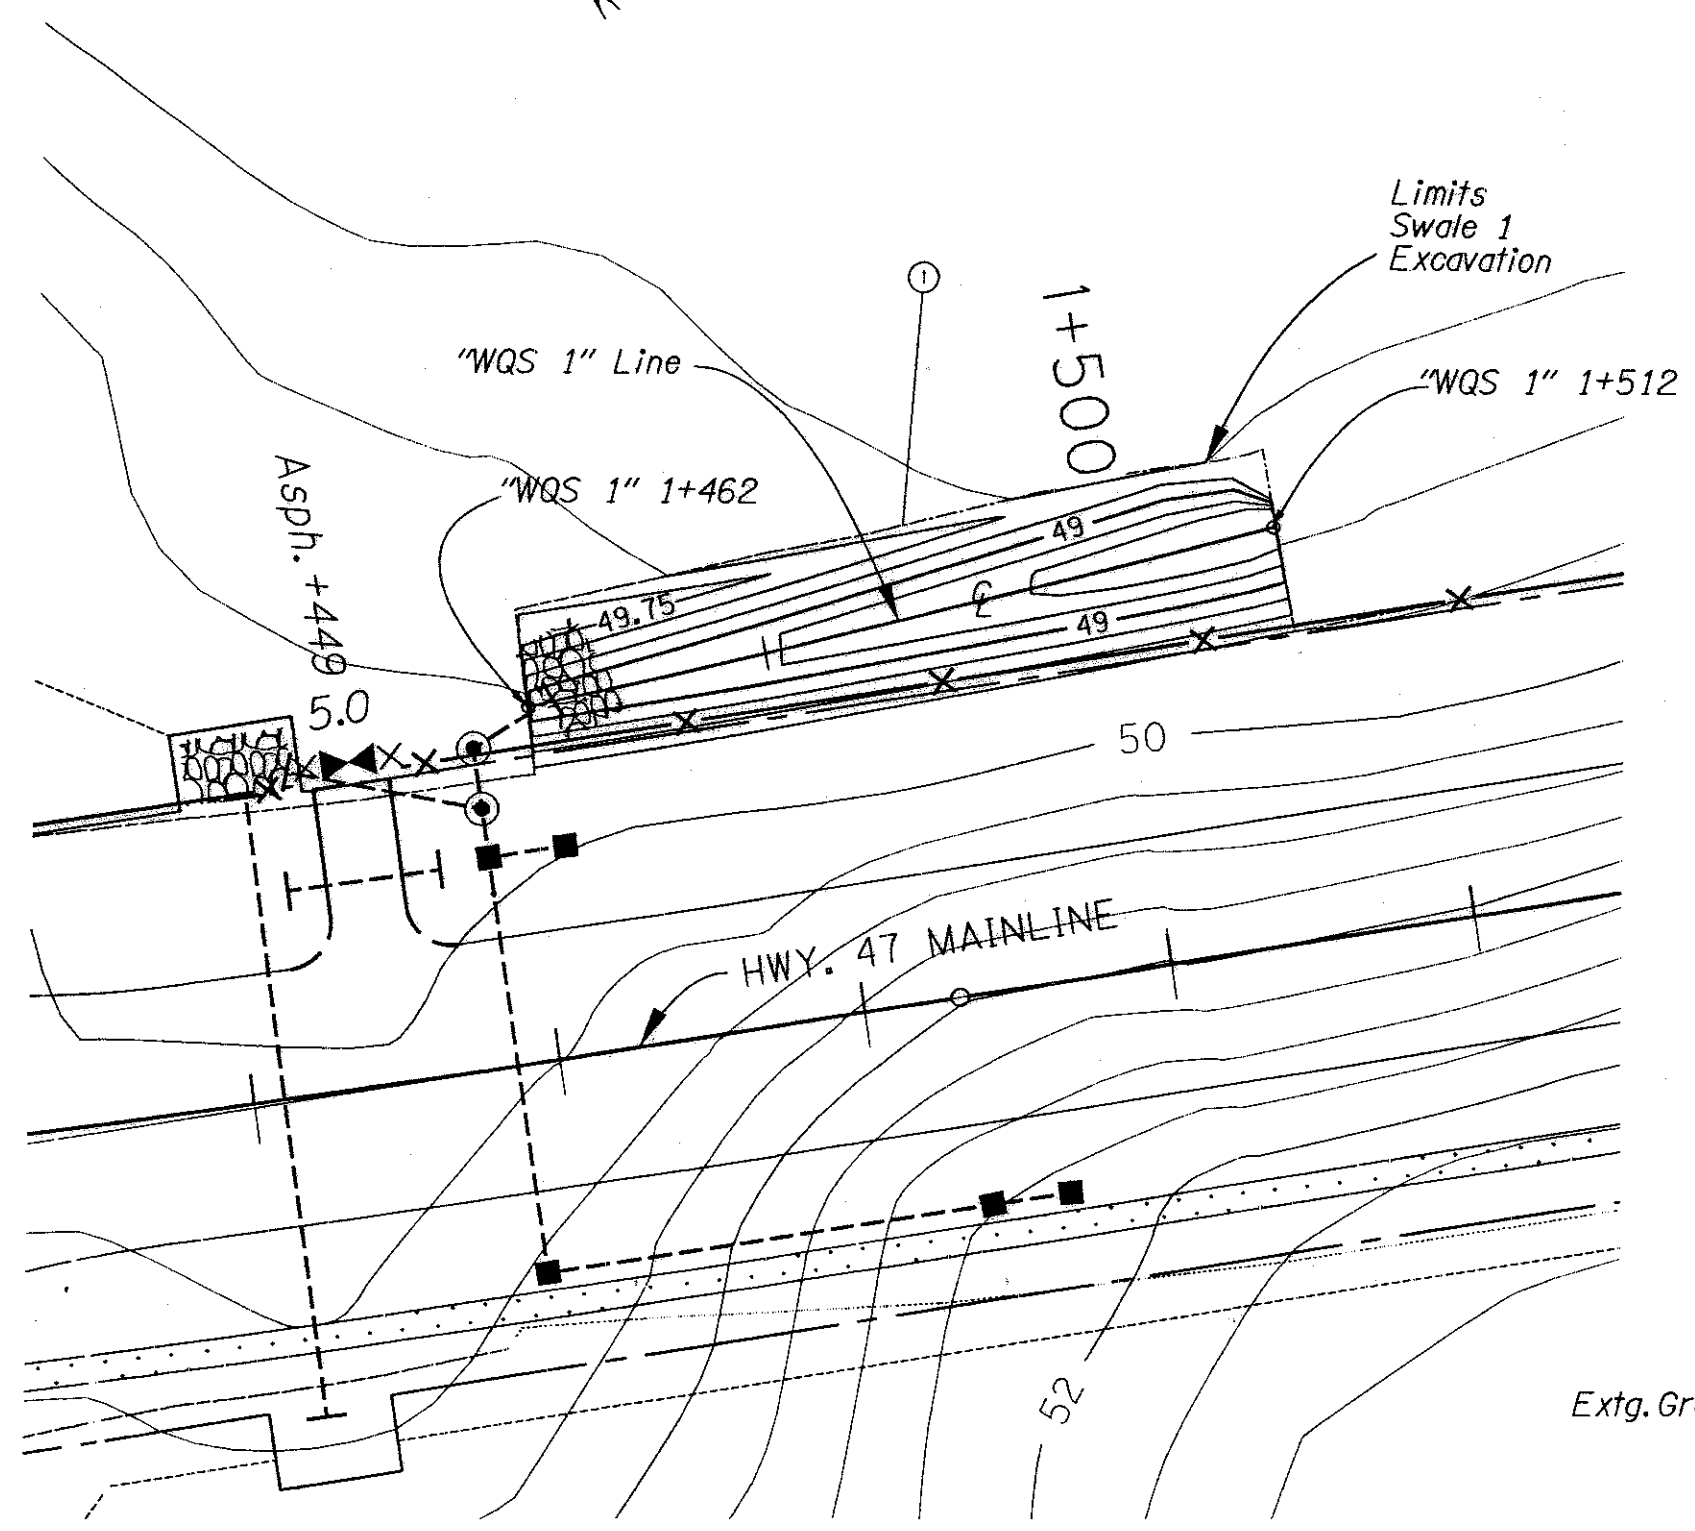 Limits
Swale 1
Excavation
1
1+500
"WQS 1" Line
"WQS 1" 1+512
"WQS 1" 1+462
Asph. +449
5.0
49
49.75
℄
49
50
HWY. 47 MAINLINE
52
Extg. Gr